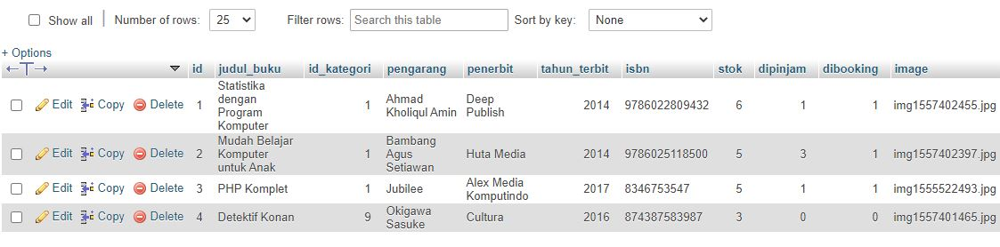 Show all Number of rows: 25 Filter rows: Search this table Sort by key: None
+ Options
id judul_buku id_kategori pengarang penerbit tahun_terbit isbn stok dipinjam dibooking image
Edit Copy Delete 1 Statistika dengan Program Komputer 1 Ahmad Kholiqul Amin Deep Publish 2014 9786022809432 6 1 1 img1557402455.jpg
Edit Copy Delete 2 Mudah Belajar Komputer untuk Anak 1 Bambang Agus Setiawan Huta Media 2014 9786025118500 5 3 1 img1557402397.jpg
Edit Copy Delete 3 PHP Komplet 1 Jubilee Alex Media Komputindo 2017 8346753547 5 1 1 img1555522493.jpg
Edit Copy Delete 4 Detektif Konan 9 Okigawa Sasuke Cultura 2016 874387583987 3 0 0 img1557401465.jpg